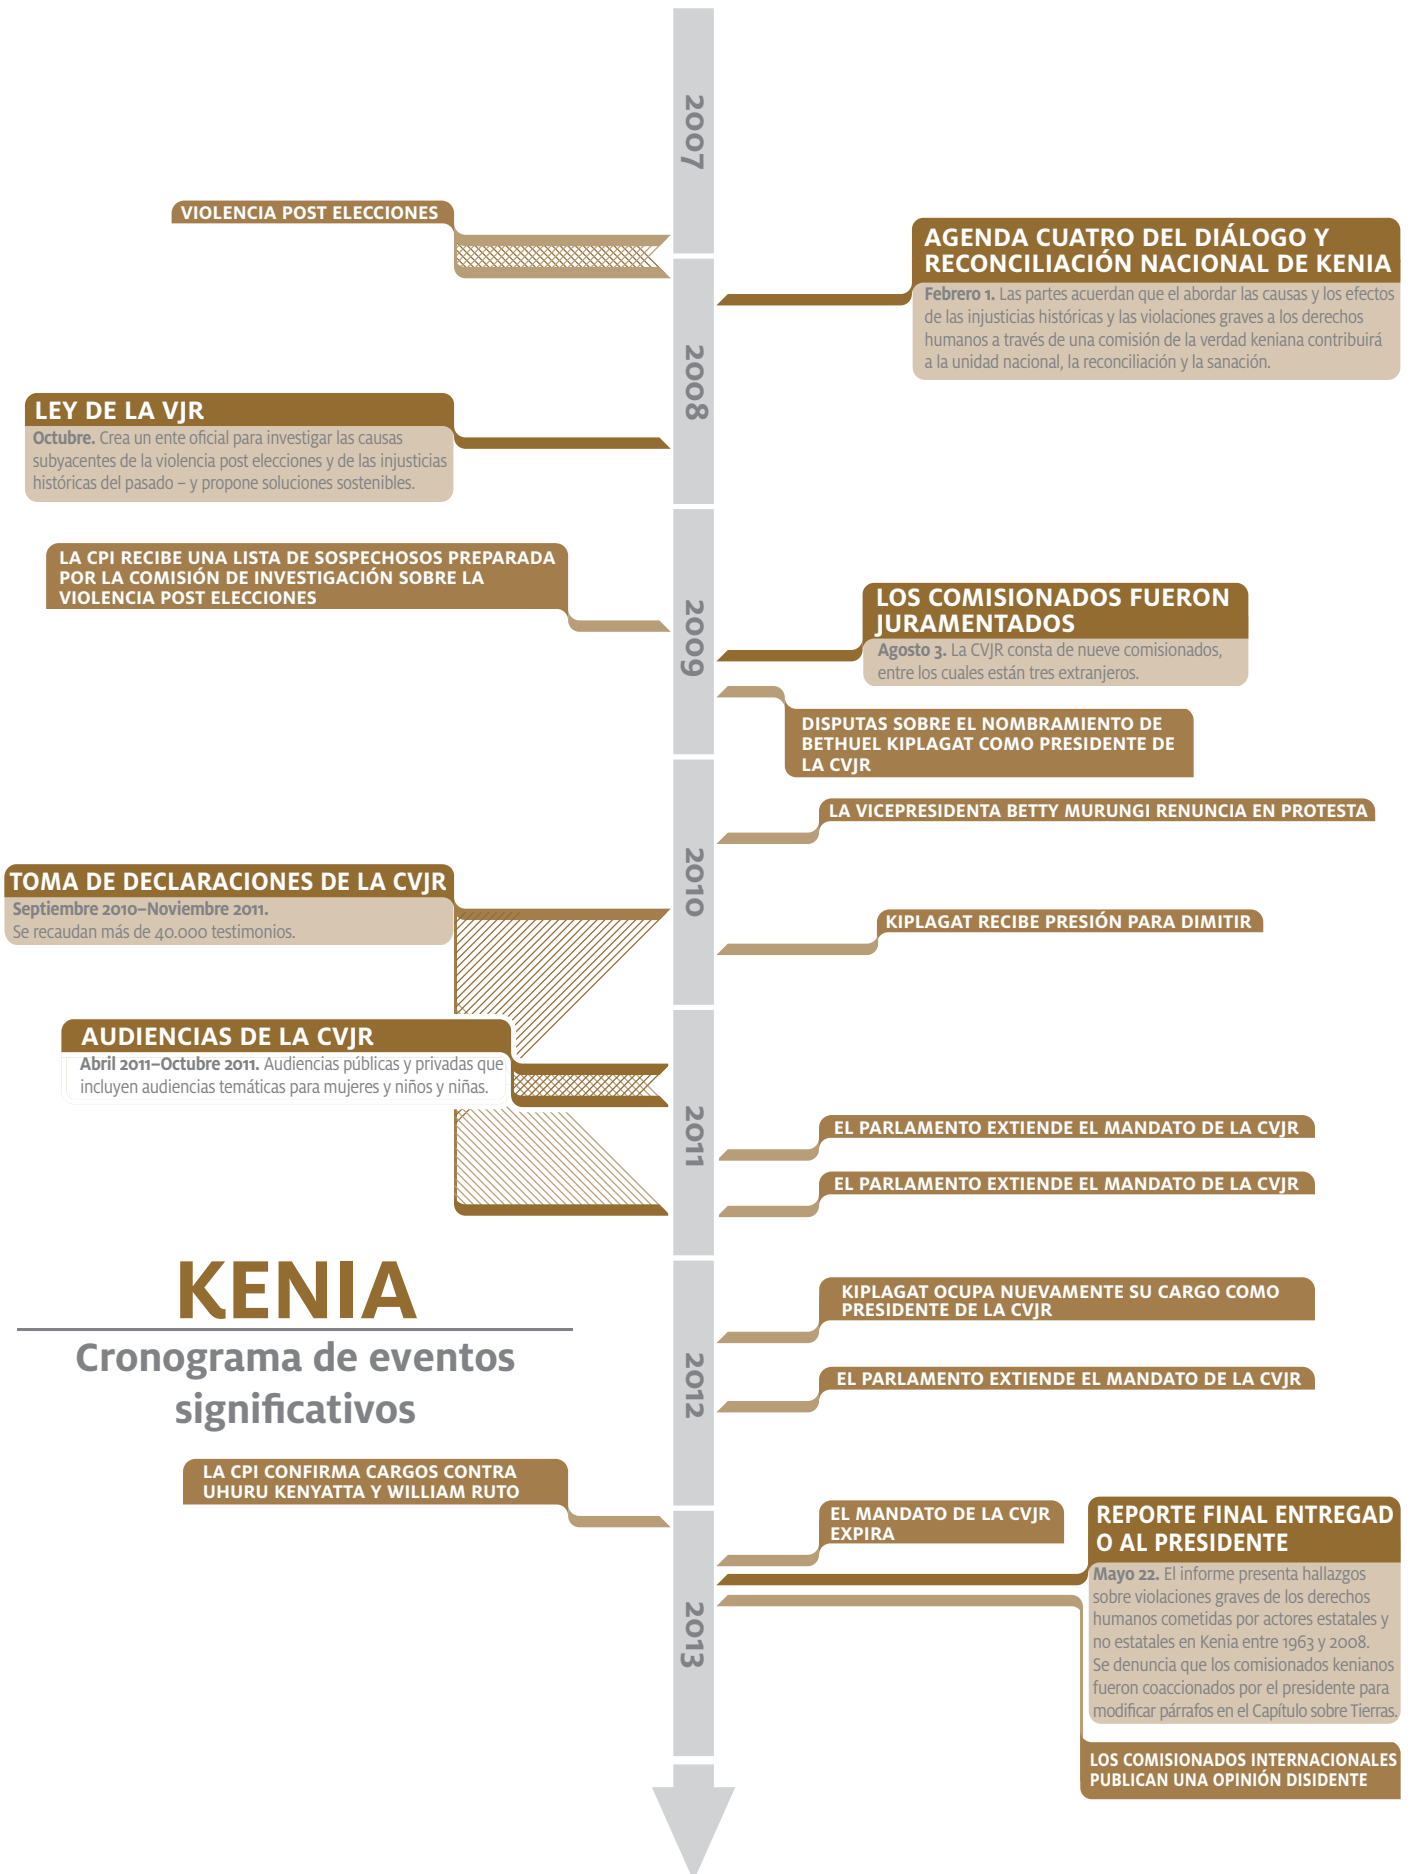 2007
VIOLENCIA POST ELECCIONES
AGENDA CUATRO DEL DIÁLOGO Y
RECONCILIACIÓN NACIONAL DE KENIA
Febrero 1. Las partes acuerdan que el abordar las causas y los efectos
de las injusticias históricas y las violaciones graves a los derechos
humanos a través de una comisión de la verdad keniana contribuirá
a la unidad nacional, la reconciliación y la sanación.
2008
LEY DE LA VJR
Octubre. Crea un ente oficial para investigar las causas
subyacentes de la violencia post elecciones y de las injusticias
históricas del pasado – y propone soluciones sostenibles.
LA CPI RECIBE UNA LISTA DE SOSPECHOSOS PREPARADA
POR LA COMISIÓN DE INVESTIGACIÓN SOBRE LA
VIOLENCIA POST ELECCIONES
2009
LOS COMISIONADOS FUERON
JURAMENTADOS
Agosto 3. La CVJR consta de nueve comisionados,
entre los cuales están tres extranjeros.
DISPUTAS SOBRE EL NOMBRAMIENTO DE
BETHUEL KIPLAGAT COMO PRESIDENTE DE
LA CVJR
LA VICEPRESIDENTA BETTY MURUNGI RENUNCIA EN PROTESTA
2010
TOMA DE DECLARACIONES DE LA CVJR
Septiembre 2010–Noviembre 2011.
Se recaudan más de 40.000 testimonios.
KIPLAGAT RECIBE PRESIÓN PARA DIMITIR
AUDIENCIAS DE LA CVJR
Abril 2011–Octubre 2011. Audiencias públicas y privadas que
incluyen audiencias temáticas para mujeres y niños y niñas.
2011
EL PARLAMENTO EXTIENDE EL MANDATO DE LA CVJR
EL PARLAMENTO EXTIENDE EL MANDATO DE LA CVJR
KENIA
Cronograma de eventos
significativos
KIPLAGAT OCUPA NUEVAMENTE SU CARGO COMO
PRESIDENTE DE LA CVJR
2012
EL PARLAMENTO EXTIENDE EL MANDATO DE LA CVJR
LA CPI CONFIRMA CARGOS CONTRA
UHURU KENYATTA Y WILLIAM RUTO
EL MANDATO DE LA CVJR
EXPIRA
REPORTE FINAL ENTREGAD
O AL PRESIDENTE
Mayo 22. El informe presenta hallazgos
sobre violaciones graves de los derechos
humanos cometidas por actores estatales y
no estatales en Kenia entre 1963 y 2008.
Se denuncia que los comisionados kenianos
fueron coaccionados por el presidente para
modificar párrafos en el Capítulo sobre Tierras.
2013
LOS COMISIONADOS INTERNACIONALES
PUBLICAN UNA OPINIÓN DISIDENTE